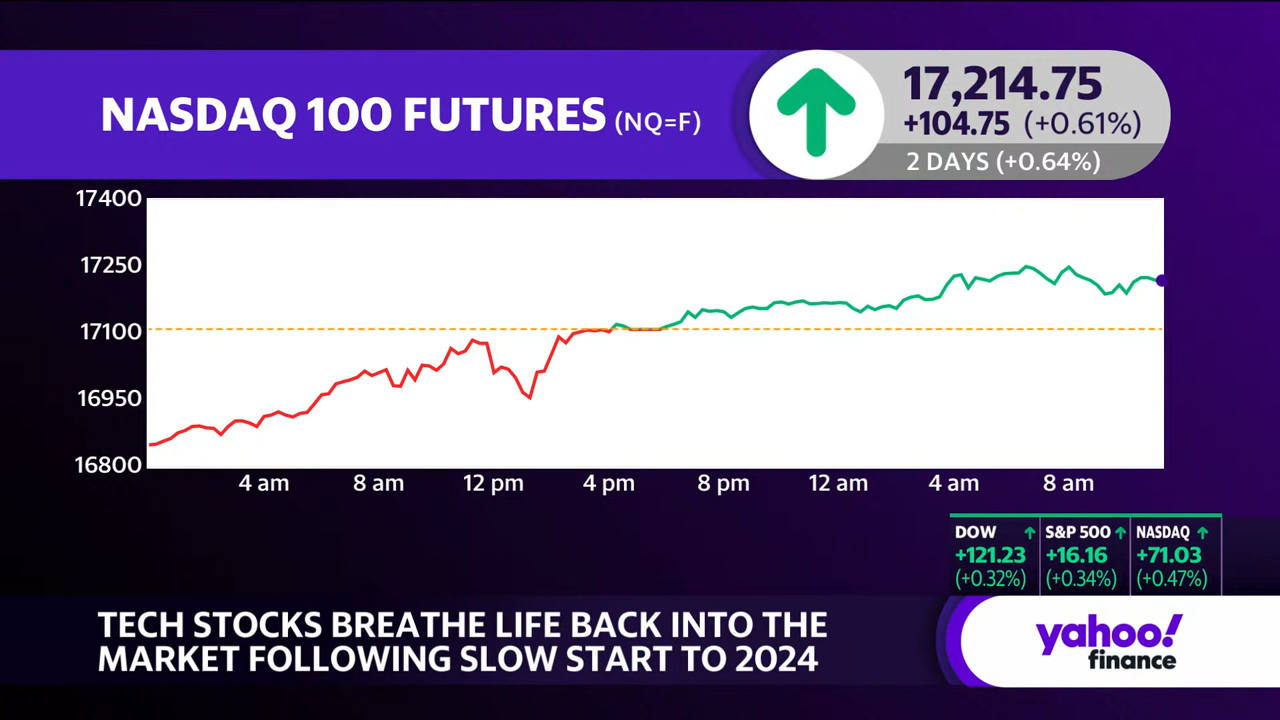 NASDAQ 100 FUTURES (NQ=F)
17,214.75
+104.75 (+0.61%)
2 DAYS (+0.64%)
17400
17250
17100
16950
16800
4 am 8 am 12 pm 4 pm 8 pm 12 am 4 am 8 am
DOW S&P 500 NASDAQ
+121.23 +16.16 +71.03
(+0.32%) (+0.34%) (+0.47%)
TECH STOCKS BREATHE LIFE BACK INTO THE
MARKET FOLLOWING SLOW START TO 2024
yahoo!
finance